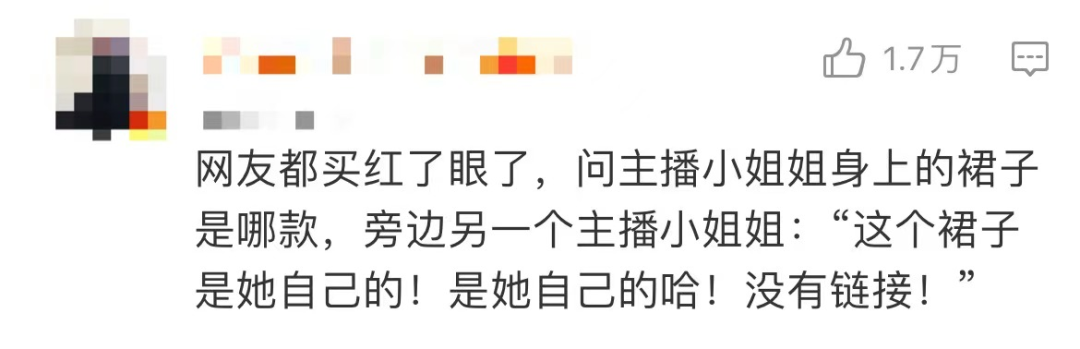 1.7万
网友都买红了眼了，问主播小姐姐身上的裙子
是哪款，旁边另一个主播小姐姐：“这个裙子
是她自己的！是她自己的哈！没有链接！”